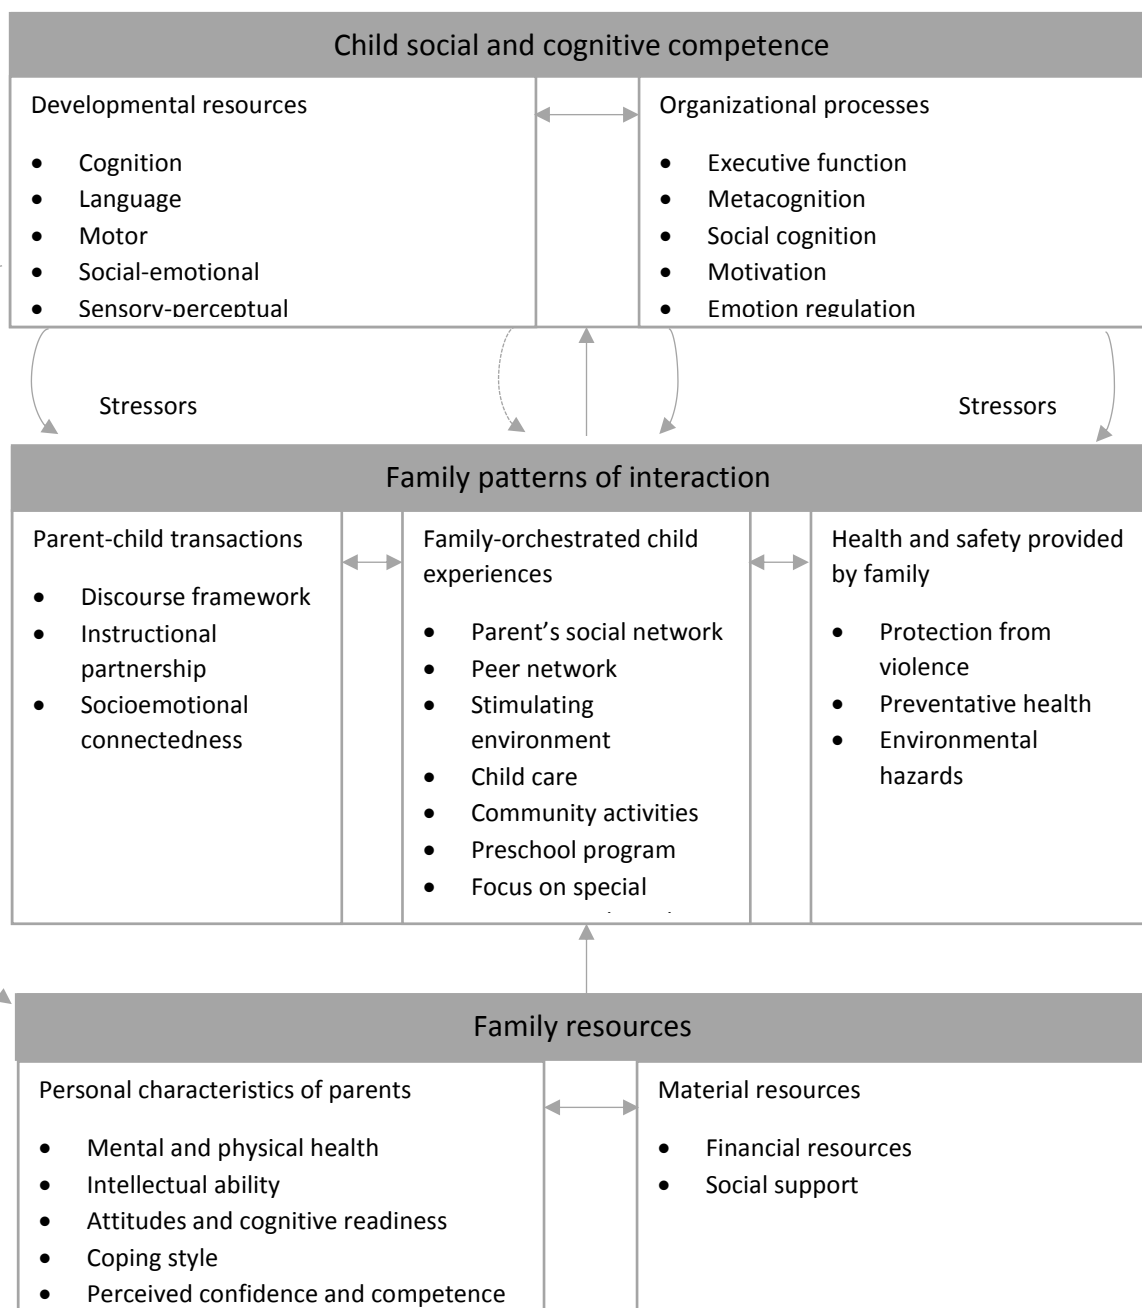 Child social and cognitive competence
Developmental resources
• Cognition
• Language
• Motor
• Social-emotional
• Sensory-perceptual
Organizational processes
• Executive function
• Metacognition
• Social cognition
• Motivation
• Emotion regulation
Stressors
Stressors
Family patterns of interaction
Parent-child transactions
• Discourse framework
• Instructional
partnership
• Socioemotional
connectedness
Family-orchestrated child
experiences
• Parent’s social network
• Peer network
• Stimulating
environment
• Child care
• Community activities
• Preschool program
• Focus on special
Health and safety provided
by family
• Protection from
violence
• Preventative health
• Environmental
hazards
Family resources
Personal characteristics of parents
• Mental and physical health
• Intellectual ability
• Attitudes and cognitive readiness
• Coping style
• Perceived confidence and competence
Material resources
• Financial resources
• Social support